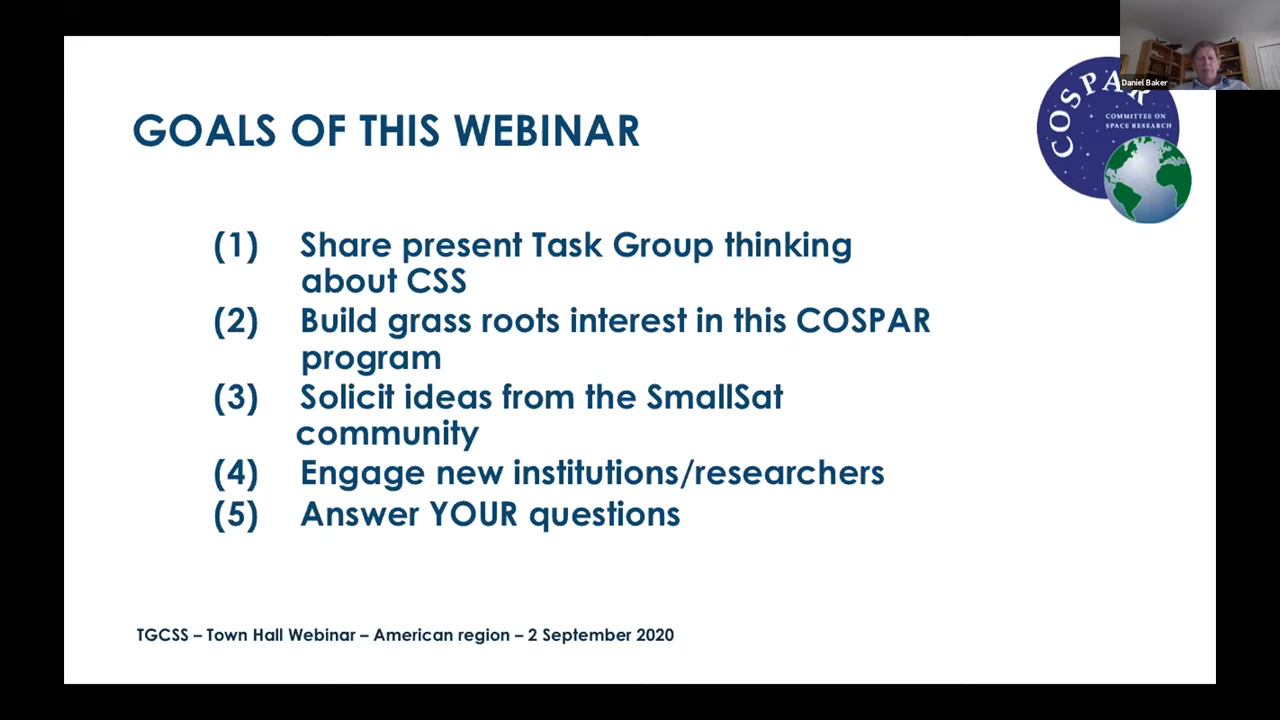 Daniel Baker
COSPAR
COMMITTEE ON
SPACE RESEARCH
GOALS OF THIS WEBINAR
(1) Share present Task Group thinking
about CSS
(2) Build grass roots interest in this COSPAR
program
(3) Solicit ideas from the SmallSat
community
(4) Engage new institutions/researchers
(5) Answer YOUR questions
TGCSS – Town Hall Webinar – American region – 2 September 2020